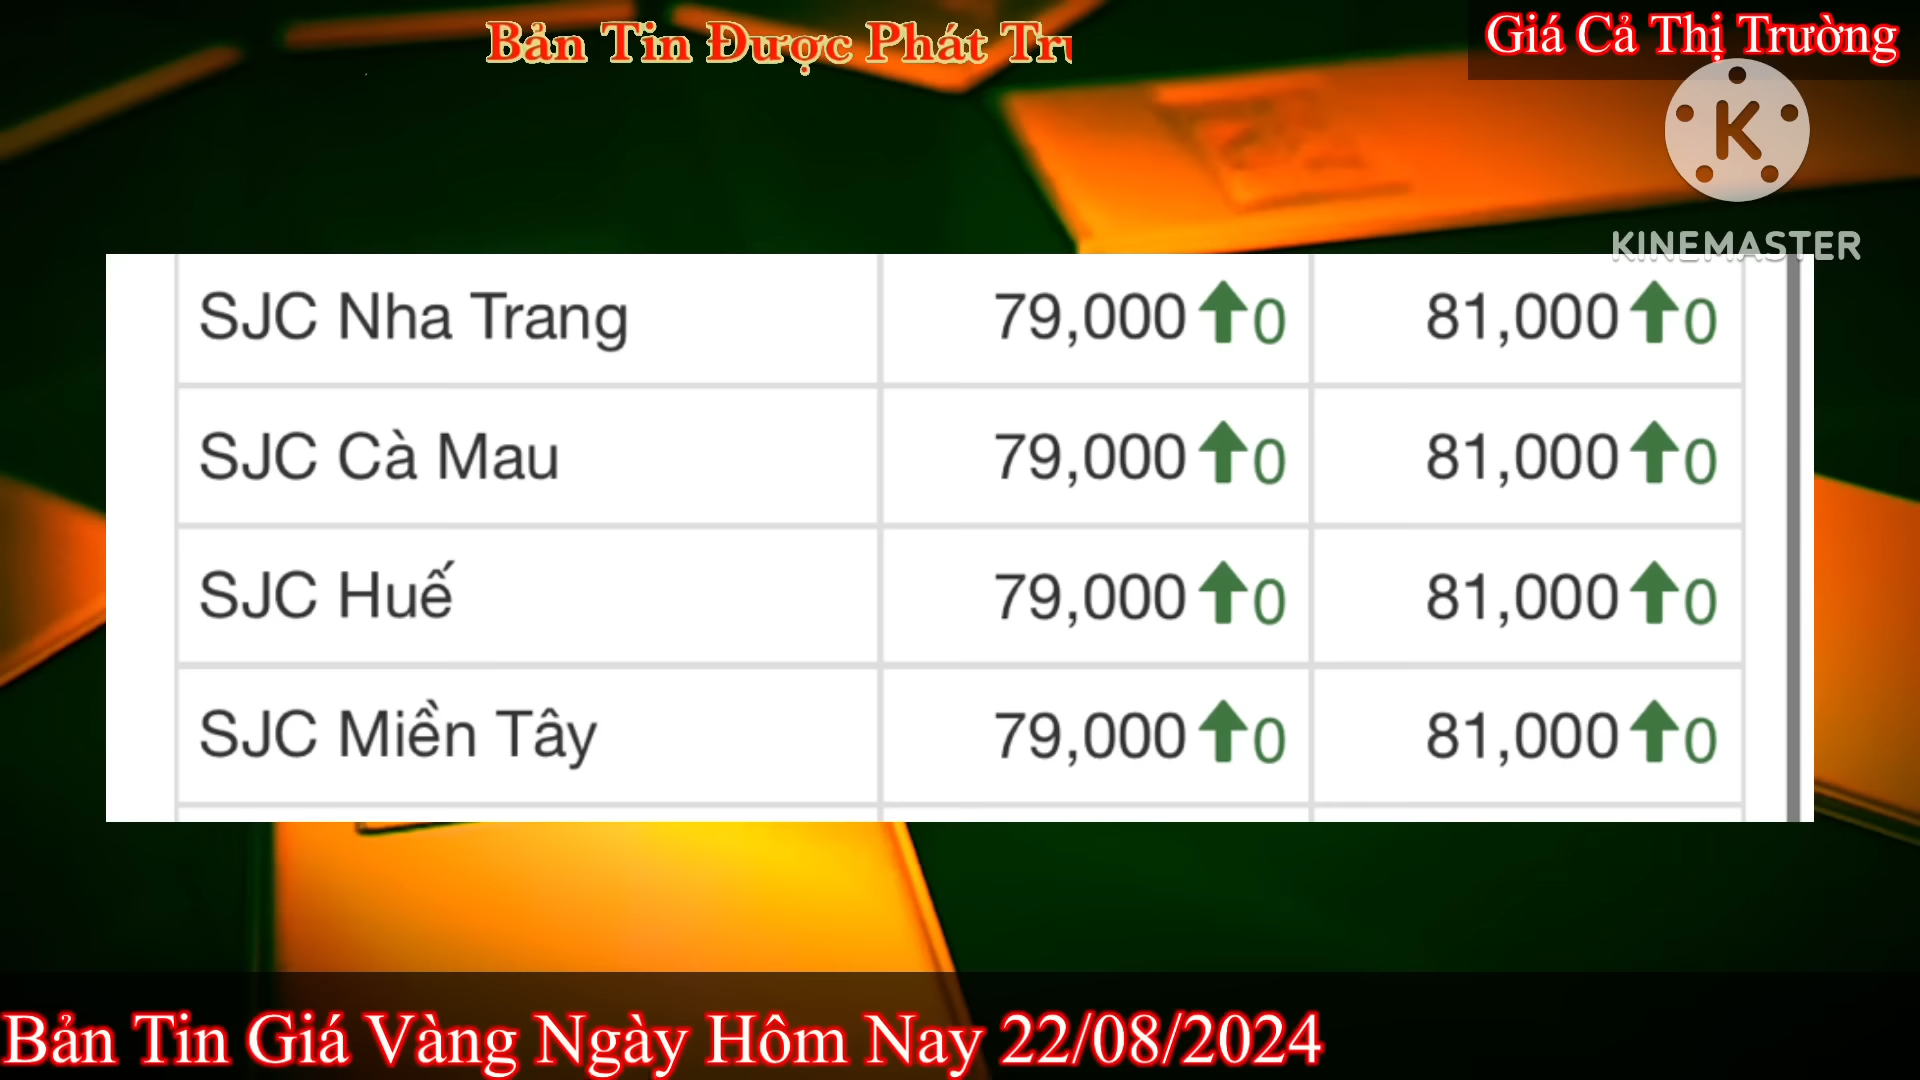 Bản Tin Được Phát
Giá Cả Thị Trường
K
KINEMASTER
SJC Nha Trang 79,000 0 81,000 0
SJC Cà Mau 79,000 0 81,000 0
SJC Huế 79,000 0 81,000 0
SJC Miền Tây 79,000 0 81,000 0
Bản Tin Giá Vàng Ngày Hôm Nay 22/08/2024